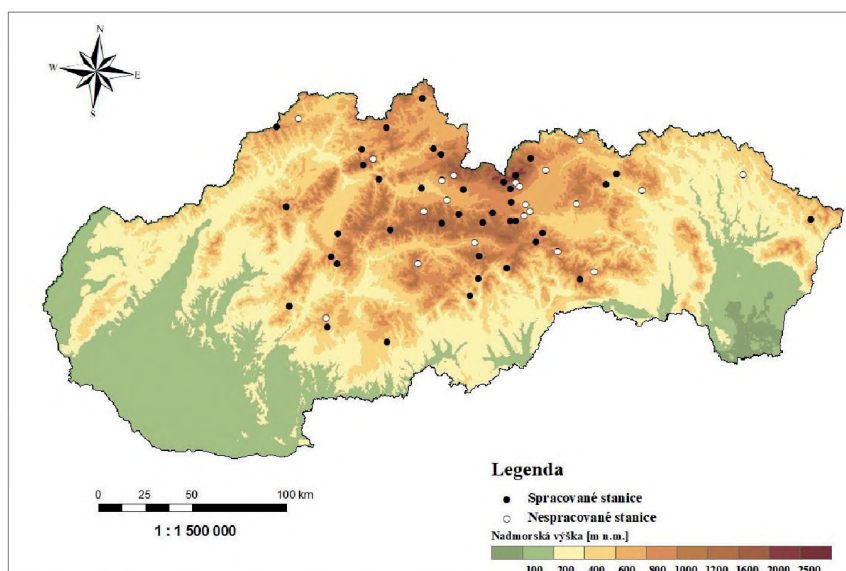 N
W E
S
0 25 50 100 km
1 : 1 500 000
Legenda
Spracované stanice
Nespracované stanice
Nadmorská výška [m n.m.]
100 200 400 600 800 1000 1200 1600 2000 2500